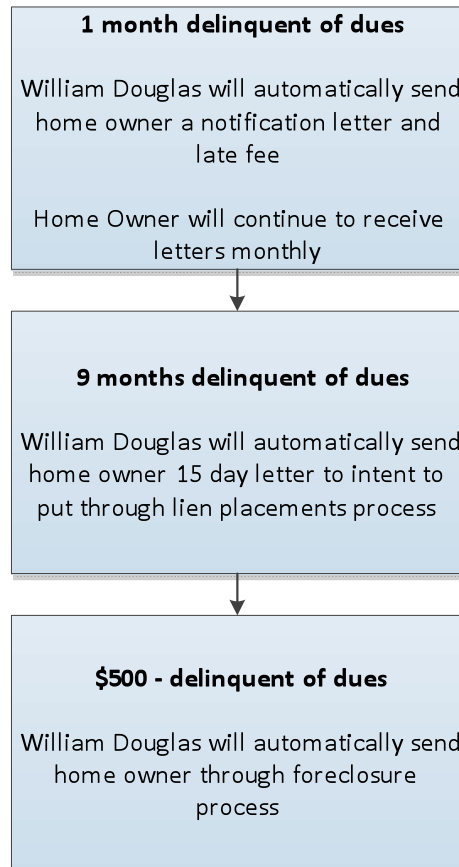 1 month delinquent of dues
William Douglas will automatically send
home owner a notification letter and
late fee
Home Owner will continue to receive
letters monthly
9 months delinquent of dues
William Douglas will automatically send
home owner 15 day letter to intent to
put through lien placements process
$500 - delinquent of dues
William Douglas will automatically send
home owner through foreclosure
process